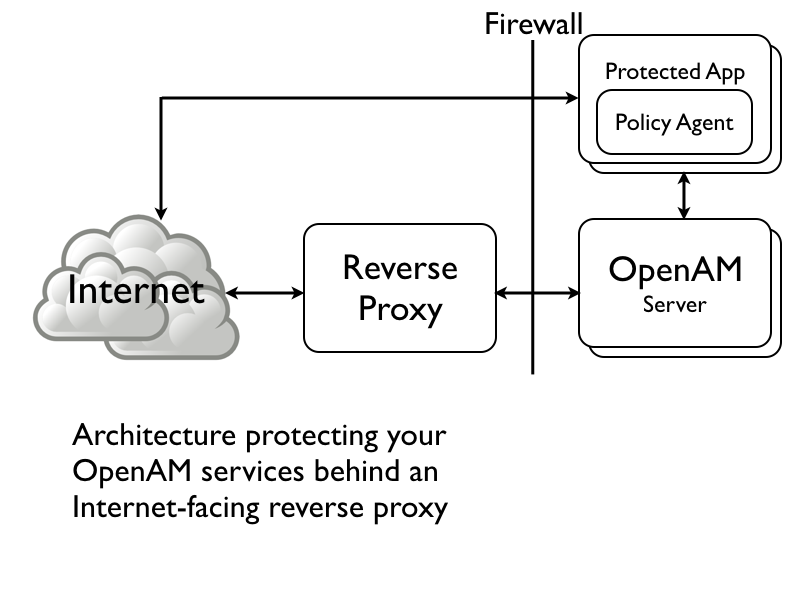 Firewall
Protected App
Policy Agent
Internet
Reverse
Proxy
OpenAM
Server
Architecture protecting your
OpenAM services behind an
Internet-facing reverse proxy